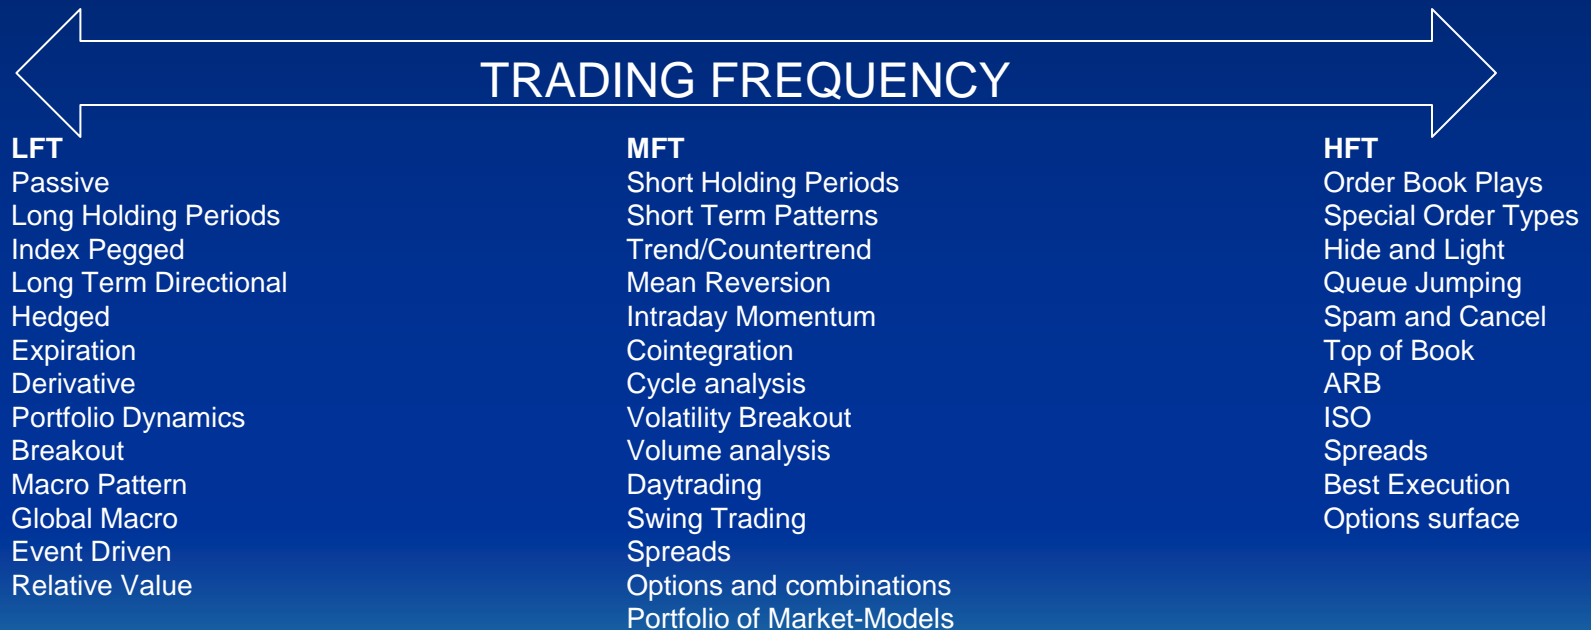 TRADING FREQUENCY
LFT
Passive
Long Holding Periods
Index Pegged
Long Term Directional
Hedged
Expiration
Derivative
Portfolio Dynamics
Breakout
Macro Pattern
Global Macro
Event Driven
Relative Value
MFT
Short Holding Periods
Short Term Patterns
Trend/Countertrend
Mean Reversion
Intraday Momentum
Cointegration
Cycle analysis
Volatility Breakout
Volume analysis
Daytrading
Swing Trading
Spreads
Options and combinations
Portfolio of Market-Models
HFT
Order Book Plays
Special Order Types
Hide and Light
Queue Jumping
Spam and Cancel
Top of Book
ARB
ISO
Spreads
Best Execution
Options surface